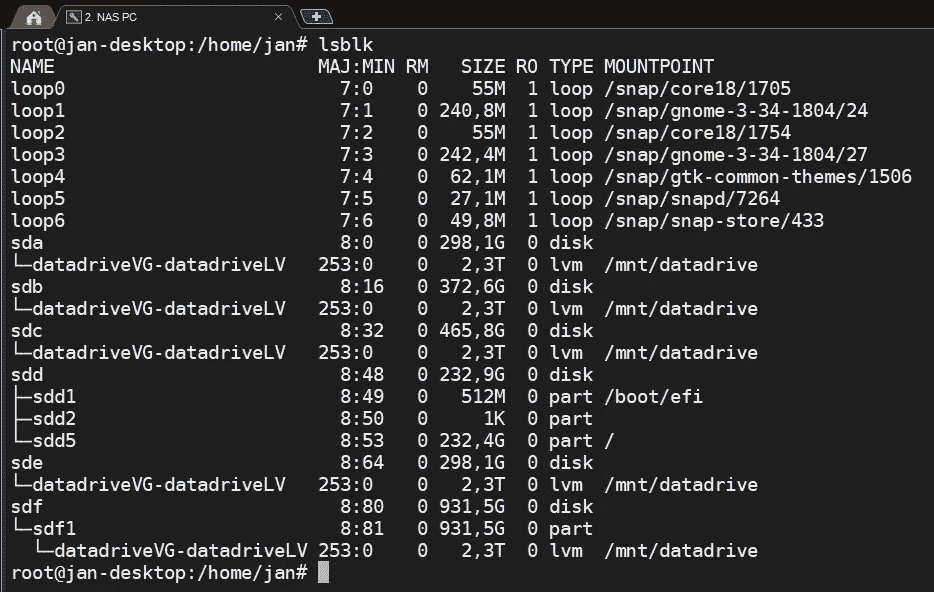 2. NAS PC
root@jan-desktop:/home/jan# lsblk
NAME                        MAJ:MIN RM   SIZE RO TYPE MOUNTPOINT
loop0                         7:0    0    55M  1 loop /snap/core18/1705
loop1                         7:1    0 240,8M  1 loop /snap/gnome-3-34-1804/24
loop2                         7:2    0    55M  1 loop /snap/core18/1754
loop3                         7:3    0 242,4M  1 loop /snap/gnome-3-34-1804/27
loop4                         7:4    0  62,1M  1 loop /snap/gtk-common-themes/1506
loop5                         7:5    0  27,1M  1 loop /snap/snapd/7264
loop6                         7:6    0  49,8M  1 loop /snap/snap-store/433
sda                           8:0    0 298,1G  0 disk
└─datadriveVG-datadriveLV   253:0    0   2,3T  0 lvm  /mnt/datadrive
sdb                           8:16   0 372,6G  0 disk
└─datadriveVG-datadriveLV   253:0    0   2,3T  0 lvm  /mnt/datadrive
sdc                           8:32   0 465,8G  0 disk
└─datadriveVG-datadriveLV   253:0    0   2,3T  0 lvm  /mnt/datadrive
sdd                           8:48   0 232,9G  0 disk
├─sdd1                        8:49   0   512M  0 part /boot/efi
├─sdd2                        8:50   0     1K  0 part
└─sdd5                        8:53   0 232,4G  0 part /
sde                           8:64   0 298,1G  0 disk
└─datadriveVG-datadriveLV   253:0    0   2,3T  0 lvm  /mnt/datadrive
sdf                           8:80   0 931,5G  0 disk
└─sdf1                        8:81   0 931,5G  0 part
  └─datadriveVG-datadriveLV 253:0    0   2,3T  0 lvm  /mnt/datadrive
root@jan-desktop:/home/jan#